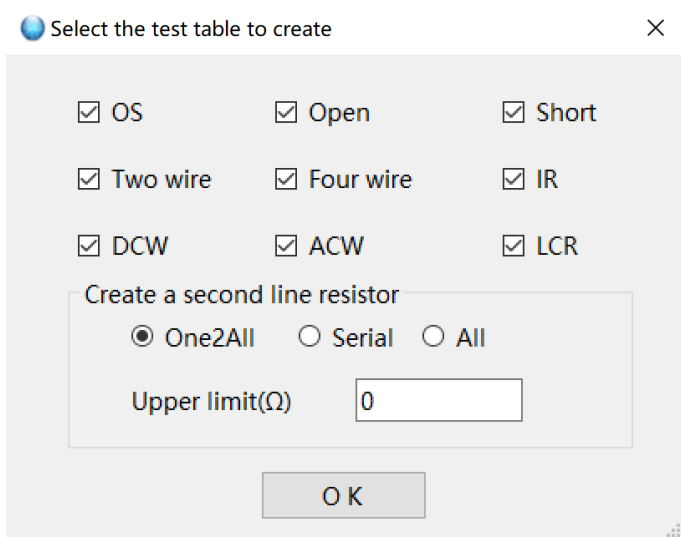 Select the test table to create
OS Open Short
Two wire Four wire IR
DCW ACW LCR
Create a second line resistor
One2All Serial All
Upper limit(Ω) 0
O K